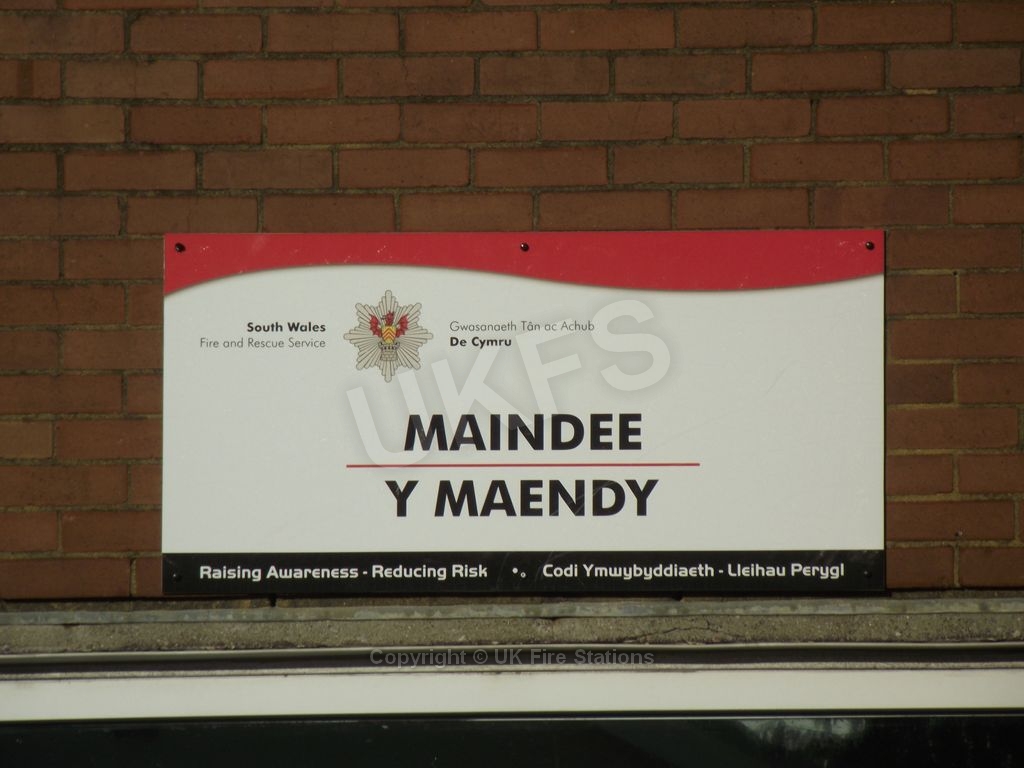 South Wales
Fire and Rescue Service
Gwasanaeth Tân ac Achub
De Cymru
UKFS
MAINDEE
Y MAENDY
Raising Awareness - Reducing Risk
Codi Ymwybyddiaeth - Lleihau Perygl
Copyright © UK Fire Stations